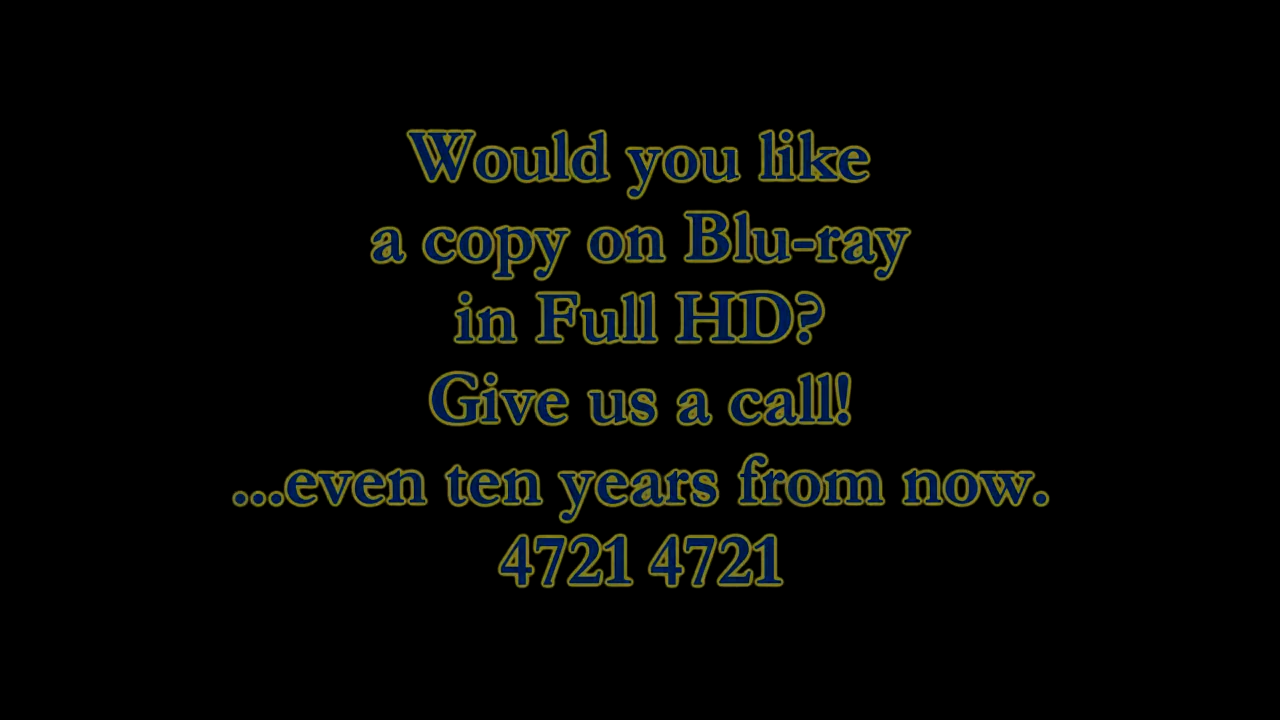 Would you like
a copy on Blu-ray
in Full HD?
Give us a call!
...even ten years from now.
4721 4721